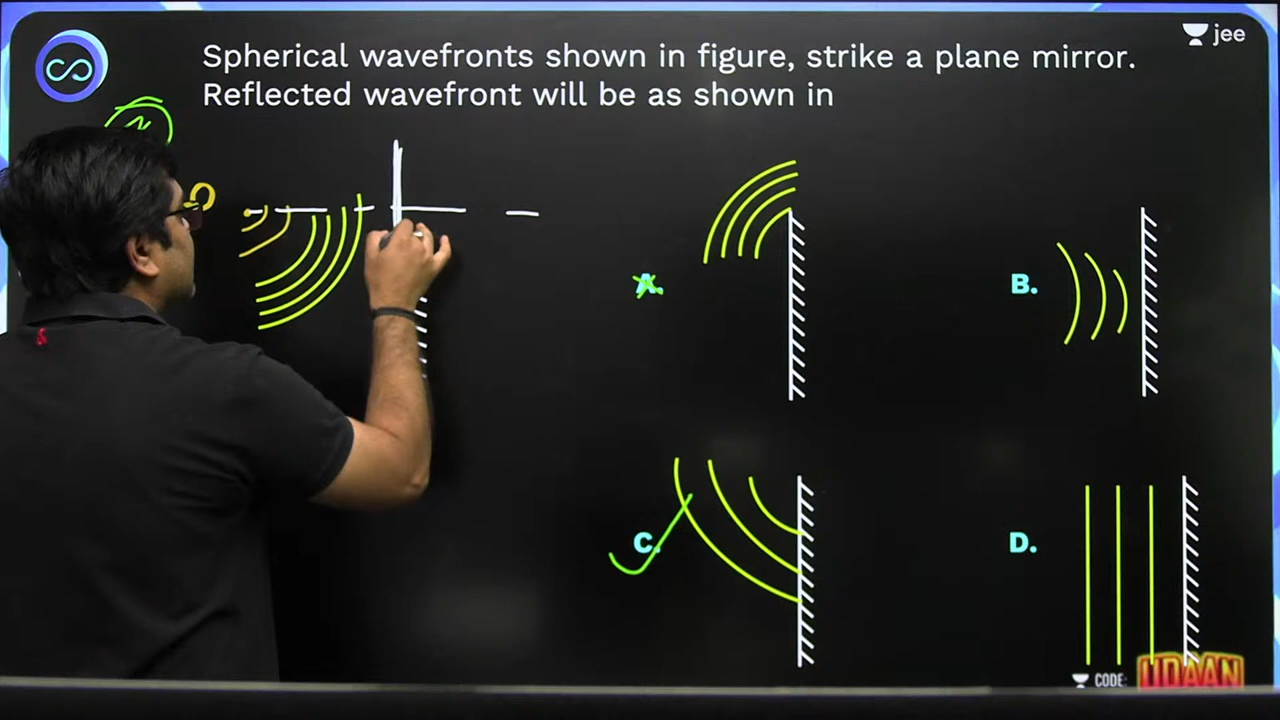 jee
Spherical wavefronts shown in figure, strike a plane mirror.
Reflected wavefront will be as shown in
A.
B.
C.
D.
CODE:
UDAAN